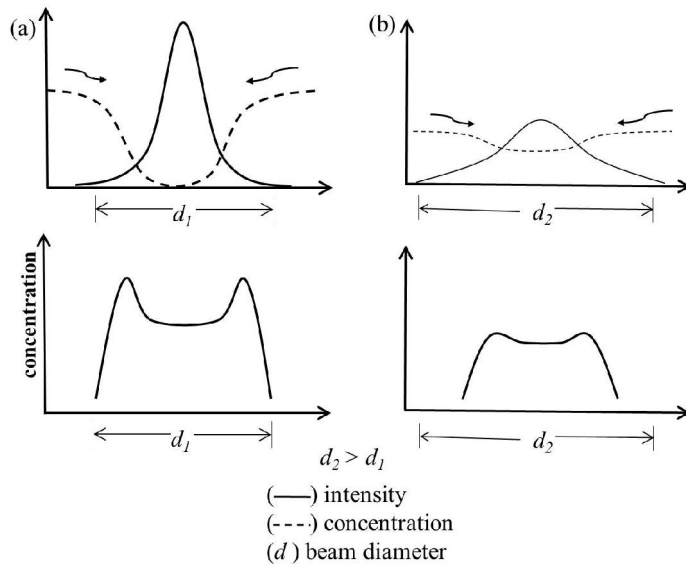 (a)
(b)
d1
d2
concentration
d1
d2
d2 > d1
(—) intensity
(---) concentration
(d ) beam diameter